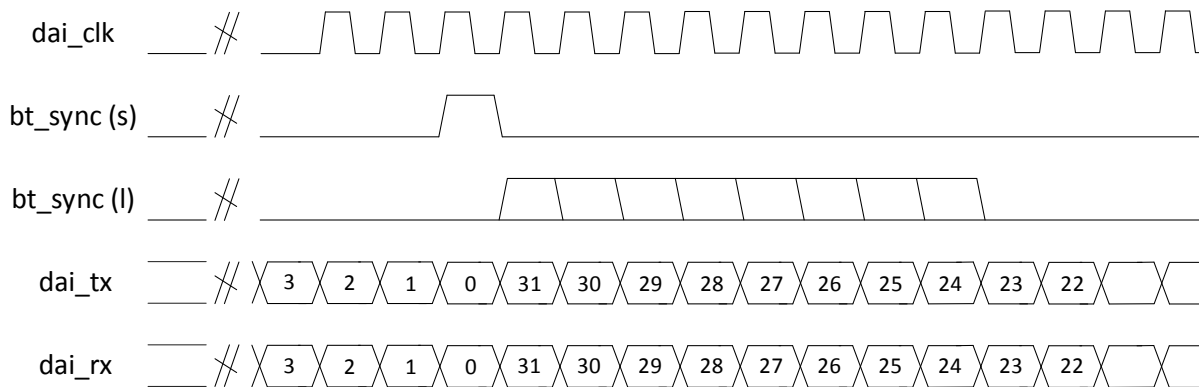 dai_clk
bt_sync (s)
bt_sync (l)
dai_tx 3 2 1 0 31 30 29 28 27 26 25 24 23 22
dai_rx 3 2 1 0 31 30 29 28 27 26 25 24 23 22